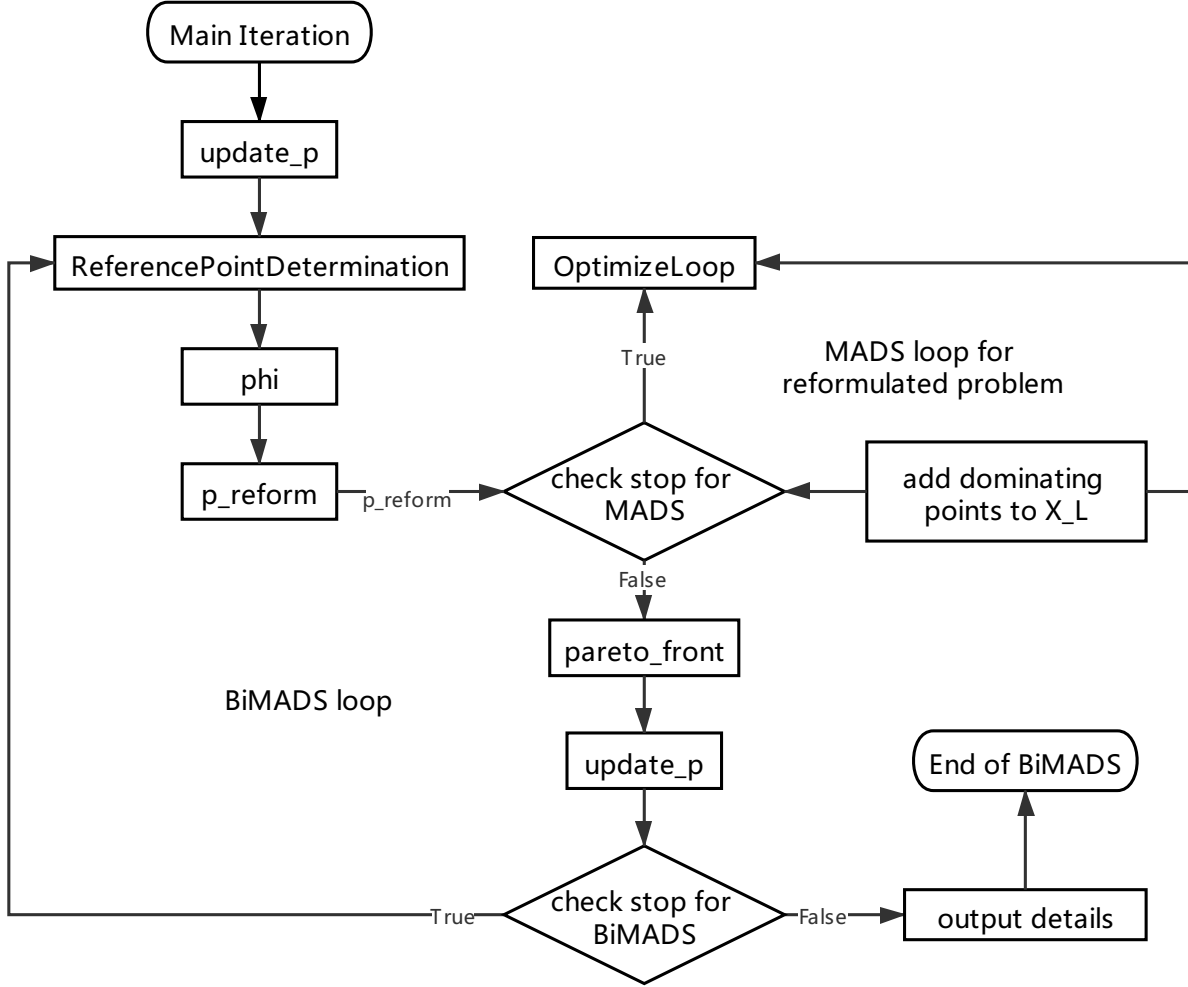 Main Iteration
update_p
ReferencePointDetermination
OptimizeLoop
phi
True
MADS loop for
reformulated problem
p_reform
p_reform
check stop for
MADS
add dominating
points to X_L
False
pareto_front
BiMADS loop
update_p
End of BiMADS
True
check stop for
BiMADS
False
output details